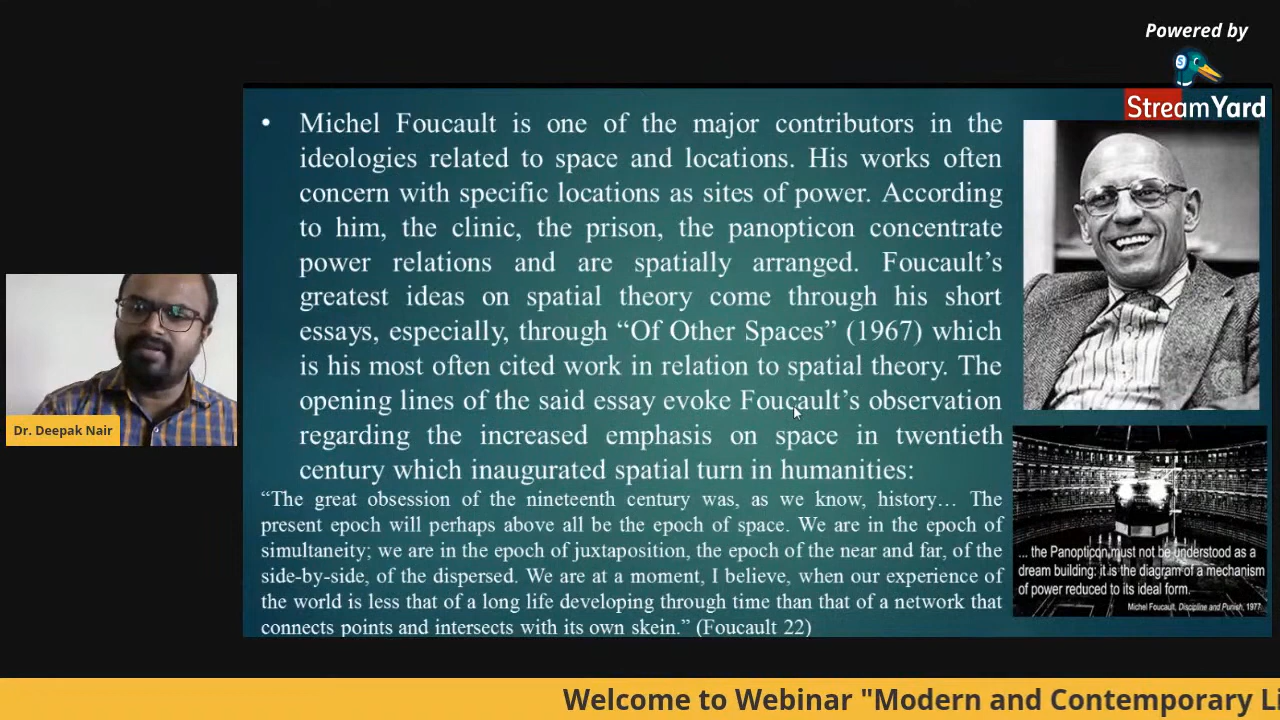 Powered by
StreamYard
• Michel Foucault is one of the major contributors in the
ideologies related to space and locations. His works often
concern with specific locations as sites of power. According
to him, the clinic, the prison, the panopticon concentrate
power relations and are spatially arranged. Foucault’s
greatest ideas on spatial theory come through his short
essays, especially, through “Of Other Spaces” (1967) which
is his most often cited work in relation to spatial theory. The
opening lines of the said essay evoke Foucault’s observation
regarding the increased emphasis on space in twentieth
century which inaugurated spatial turn in humanities:
“The great obsession of the nineteenth century was, as we know, history… The
present epoch will perhaps above all be the epoch of space. We are in the epoch of
simultaneity; we are in the epoch of juxtaposition, the epoch of the near and far, of the
side-by-side, of the dispersed. We are at a moment, I believe, when our experience of
the world is less that of a long life developing through time than that of a network that
connects points and intersects with its own skein.” (Foucault 22)
... the Panopticon must not be understood as a
dream building: it is the diagram of a mechanism
of power reduced to its ideal form.
Michel Foucault, Discipline and Punish, 1977
Dr. Deepak Nair
Welcome to Webinar "Modern and Contemporary Li